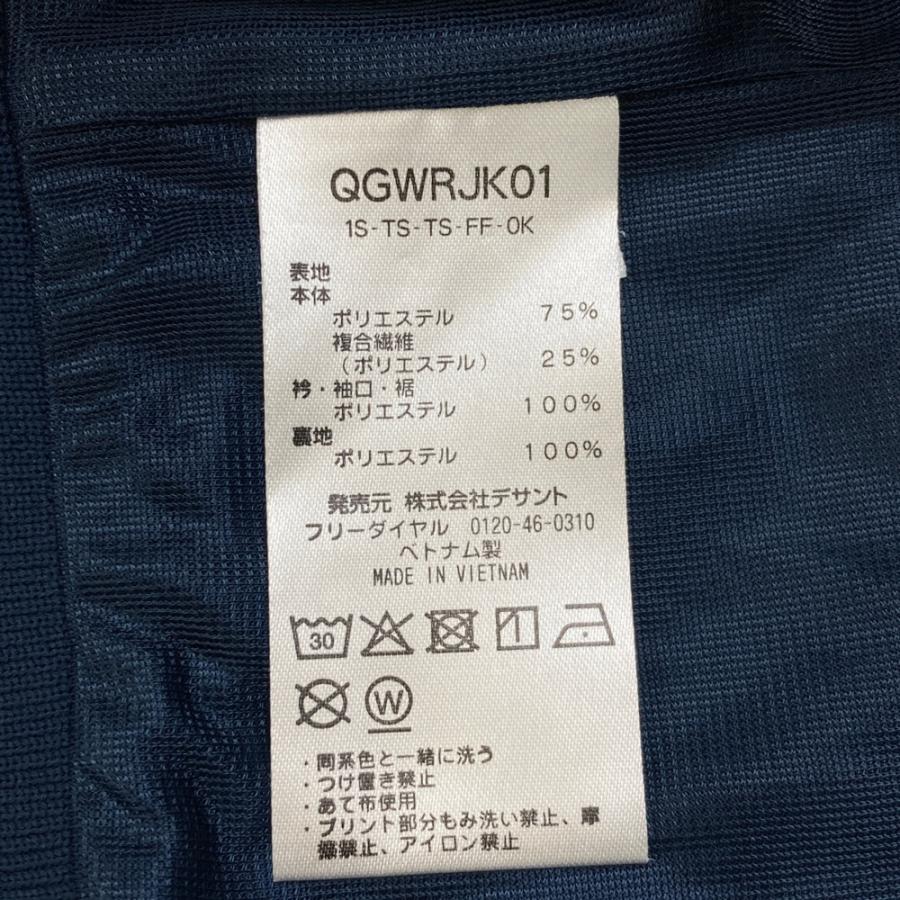 QGWRJK01
1S-TS-TS-FF-OK
表地
本体
ポリエステル 75%
複合繊維
(ポリエステル) 25%
衿・袖口・裾
ポリエステル 100%
裏地
ポリエステル 100%
発売元 株式会社デサント
フリーダイヤル 0120-46-0310
ベトナム製
MADE IN VIETNAM
30
W
・同系色と一緒に洗う
・つけ置き禁止
・あて布使用
・プリント部分もみ洗い禁止、摩
擦禁止、アイロン禁止